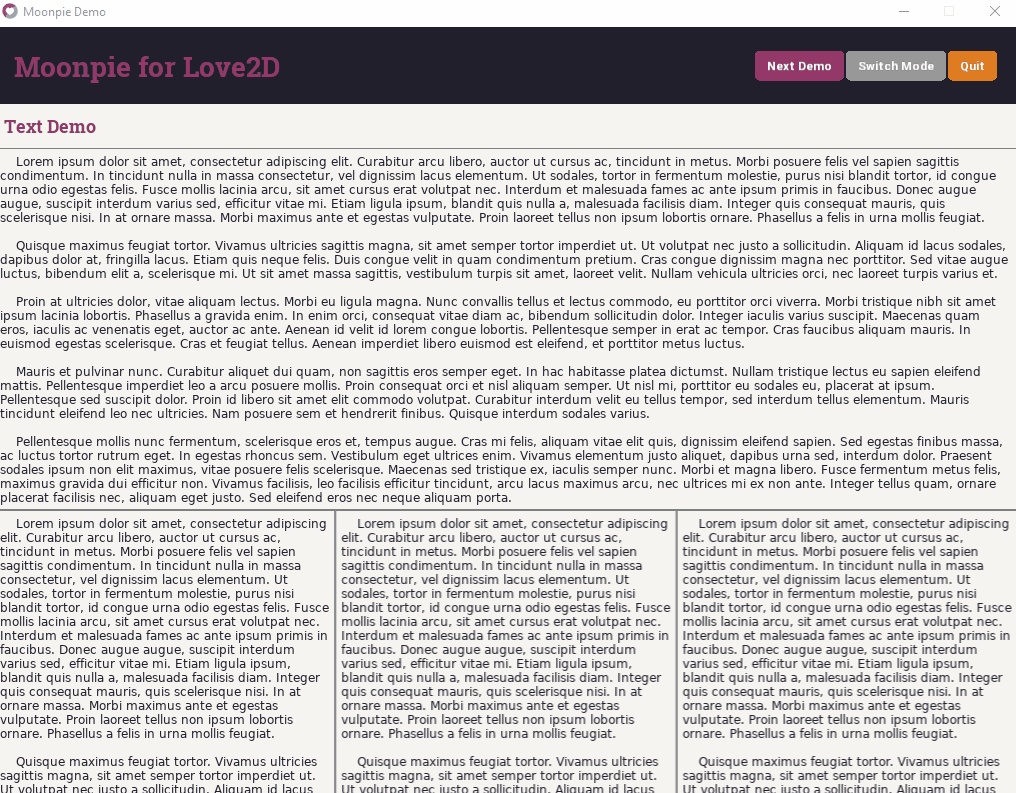 Moonpie Demo
Moonpie for Love2D
Next Demo
Switch Mode
Quit
Text Demo
Lorem ipsum dolor sit amet, consectetur adipiscing elit. Curabitur arcu libero, auctor ut cursus ac, tincidunt in metus. Morbi posuere felis vel sapien sagittis
condimentum. In tincidunt nulla in massa consectetur, vel dignissim lacus elementum. Ut sodales, tortor in fermentum molestie, purus nisi blandit tortor, id congue
urna odio egestas felis. Fusce mollis lacinia arcu, sit amet cursus erat volutpat nec. Interdum et malesuada fames ac ante ipsum primis in faucibus. Donec augue
augue, suscipit interdum varius sed, efficitur vitae mi. Etiam ligula ipsum, blandit quis nulla a, malesuada facilisis diam. Integer quis consequat mauris, quis
scelerisque nisi. In at ornare massa. Morbi maximus ante et egestas vulputate. Proin laoreet tellus non ipsum lobortis ornare. Phasellus a felis in urna mollis feugiat.
Quisque maximus feugiat tortor. Vivamus ultricies sagittis magna, sit amet semper tortor imperdiet ut. Ut volutpat nec justo a sollicitudin. Aliquam id lacus sodales,
dapibus dolor at, fringilla lacus. Etiam quis neque felis. Duis congue velit in quam condimentum pretium. Cras congue dignissim magna nec porttitor. Sed vitae augue
luctus, bibendum elit a, scelerisque mi. Ut sit amet massa sagittis, vestibulum turpis sit amet, laoreet velit. Nullam vehicula ultricies orci, nec laoreet turpis varius et.
Proin at ultricies dolor, vitae aliquam lectus. Morbi eu ligula magna. Nunc convallis tellus et lectus commodo, eu porttitor orci viverra. Morbi tristique nibh sit amet
ipsum lacinia lobortis. Phasellus a gravida enim. In enim orci, consequat vitae diam ac, bibendum sollicitudin dolor. Integer iaculis varius suscipit. Maecenas quam
eros, iaculis ac venenatis eget, auctor ac ante. Aenean id velit id lorem congue lobortis. Pellentesque semper in erat ac tempor. Cras faucibus aliquam mauris. In
euismod egestas scelerisque. Cras et feugiat tellus. Aenean imperdiet libero euismod est eleifend, et porttitor metus luctus.
Mauris et pulvinar nunc. Curabitur aliquet dui quam, non sagittis eros semper eget. In hac habitasse platea dictumst. Nullam tristique lectus eu sapien eleifend
mattis. Pellentesque imperdiet leo a arcu posuere mollis. Proin consequat orci et nisl aliquam semper. Ut nisl mi, porttitor eu sodales eu, placerat at ipsum.
Pellentesque sed suscipit dolor. Proin id libero sit amet elit commodo volutpat. Curabitur interdum velit eu tellus tempor, sed interdum tellus elementum. Mauris
tincidunt eleifend leo nec ultricies. Nam posuere sem et hendrerit finibus. Quisque interdum sodales varius.
Pellentesque mollis nunc fermentum, scelerisque eros et, tempus augue. Cras mi felis, aliquam vitae elit quis, dignissim eleifend sapien. Sed egestas finibus massa,
ac luctus tortor rutrum eget. In egestas rhoncus sem. Vestibulum eget ultrices enim. Vivamus elementum justo aliquet, dapibus urna sed, interdum dolor. Praesent
sodales ipsum non elit maximus, vitae posuere felis scelerisque. Maecenas sed tristique ex, iaculis semper nunc. Morbi et magna libero. Fusce fermentum metus felis,
maximus gravida dui efficitur non. Vivamus facilisis, leo facilisis efficitur tincidunt, arcu lacus maximus arcu, nec ultrices mi ex non ante. Integer tellus quam, ornare
placerat facilisis nec, aliquam eget justo. Sed eleifend eros nec neque aliquam porta.
Lorem ipsum dolor sit amet, consectetur adipiscing
elit. Curabitur arcu libero, auctor ut cursus ac,
tincidunt in metus. Morbi posuere felis vel sapien
sagittis condimentum. In tincidunt nulla in massa
consectetur, vel dignissim lacus elementum. Ut
sodales, tortor in fermentum molestie, purus nisi
blandit tortor, id congue urna odio egestas felis. Fusce
mollis lacinia arcu, sit amet cursus erat volutpat nec.
Interdum et malesuada fames ac ante ipsum primis in
faucibus. Donec augue augue, suscipit interdum
varius sed, efficitur vitae mi. Etiam ligula ipsum,
blandit quis nulla a, malesuada facilisis diam. Integer
quis consequat mauris, quis scelerisque nisi. In at
ornare massa. Morbi maximus ante et egestas
vulputate. Proin laoreet tellus non ipsum lobortis
ornare. Phasellus a felis in urna mollis feugiat.
Quisque maximus feugiat tortor. Vivamus ultricies
sagittis magna, sit amet semper tortor imperdiet ut.
Ut volutpat nec justo a sollicitudin. Aliquam id lacus
Lorem ipsum dolor sit amet, consectetur adipiscing
elit. Curabitur arcu libero, auctor ut cursus ac,
tincidunt in metus. Morbi posuere felis vel sapien
sagittis condimentum. In tincidunt nulla in massa
consectetur, vel dignissim lacus elementum. Ut
sodales, tortor in fermentum molestie, purus nisi
blandit tortor, id congue urna odio egestas felis. Fusce
mollis lacinia arcu, sit amet cursus erat volutpat nec.
Interdum et malesuada fames ac ante ipsum primis in
faucibus. Donec augue augue, suscipit interdum
varius sed, efficitur vitae mi. Etiam ligula ipsum,
blandit quis nulla a, malesuada facilisis diam. Integer
quis consequat mauris, quis scelerisque nisi. In at
ornare massa. Morbi maximus ante et egestas
vulputate. Proin laoreet tellus non ipsum lobortis
ornare. Phasellus a felis in urna mollis feugiat.
Quisque maximus feugiat tortor. Vivamus ultricies
sagittis magna, sit amet semper tortor imperdiet ut.
Ut volutpat nec justo a sollicitudin. Aliquam id lacus
Lorem ipsum dolor sit amet, consectetur adipiscing
elit. Curabitur arcu libero, auctor ut cursus ac,
tincidunt in metus. Morbi posuere felis vel sapien
sagittis condimentum. In tincidunt nulla in massa
consectetur, vel dignissim lacus elementum. Ut
sodales, tortor in fermentum molestie, purus nisi
blandit tortor, id congue urna odio egestas felis. Fusce
mollis lacinia arcu, sit amet cursus erat volutpat nec.
Interdum et malesuada fames ac ante ipsum primis in
faucibus. Donec augue augue, suscipit interdum
varius sed, efficitur vitae mi. Etiam ligula ipsum,
blandit quis nulla a, malesuada facilisis diam. Integer
quis consequat mauris, quis scelerisque nisi. In at
ornare massa. Morbi maximus ante et egestas
vulputate. Proin laoreet tellus non ipsum lobortis
ornare. Phasellus a felis in urna mollis feugiat.
Quisque maximus feugiat tortor. Vivamus ultricies
sagittis magna, sit amet semper tortor imperdiet ut.
Ut volutpat nec justo a sollicitudin. Aliquam id lacus